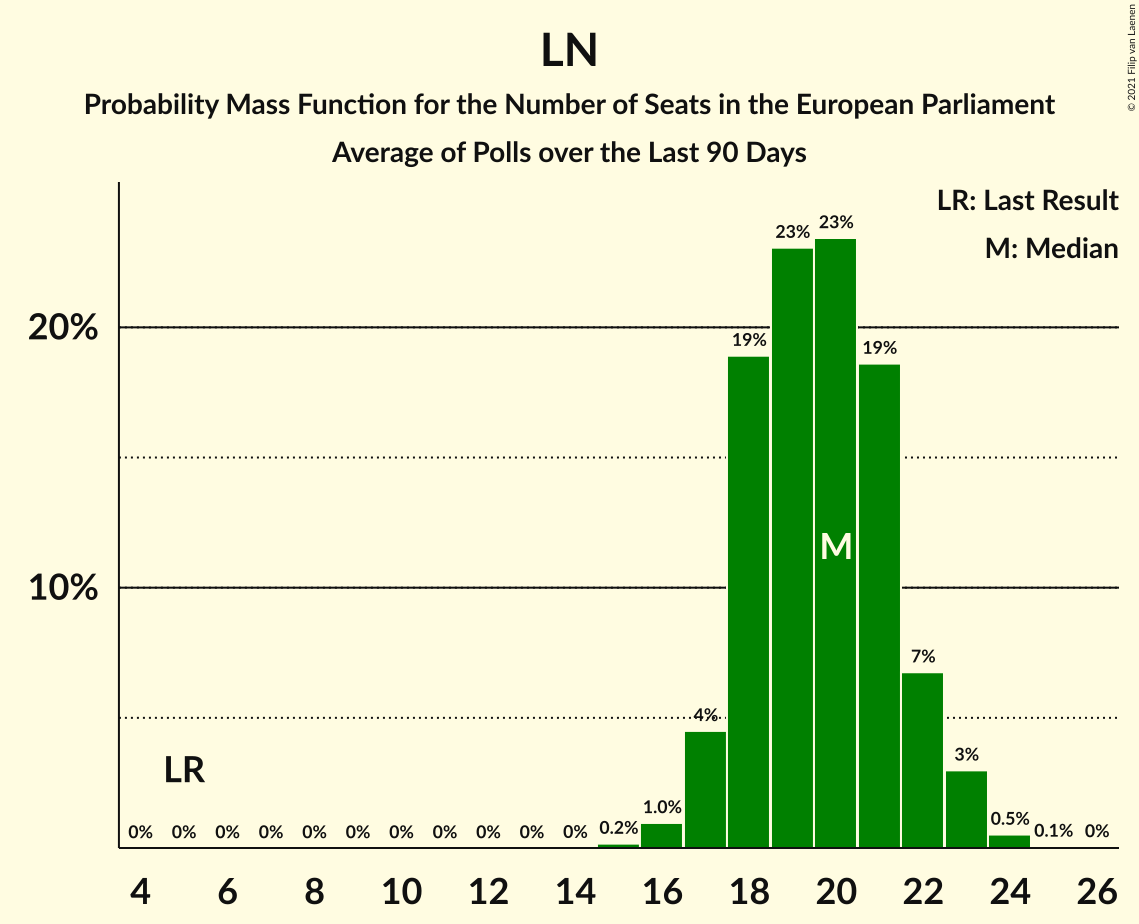 LN
Probability Mass Function for the Number of Seats in the European Parliament
Average of Polls over the Last 90 Days
© 2021 Filip van Laenen
LR: Last Result
M: Median
20%
10%
0% 0% 0% 0% 0% 0% 0% 0% 0% 0% 0% 0.2% 1.0% 4% 19% 23% 23% 19% 7% 3% 0.5% 0.1% 0%
LR
M
4 6 8 10 12 14 16 18 20 22 24 26